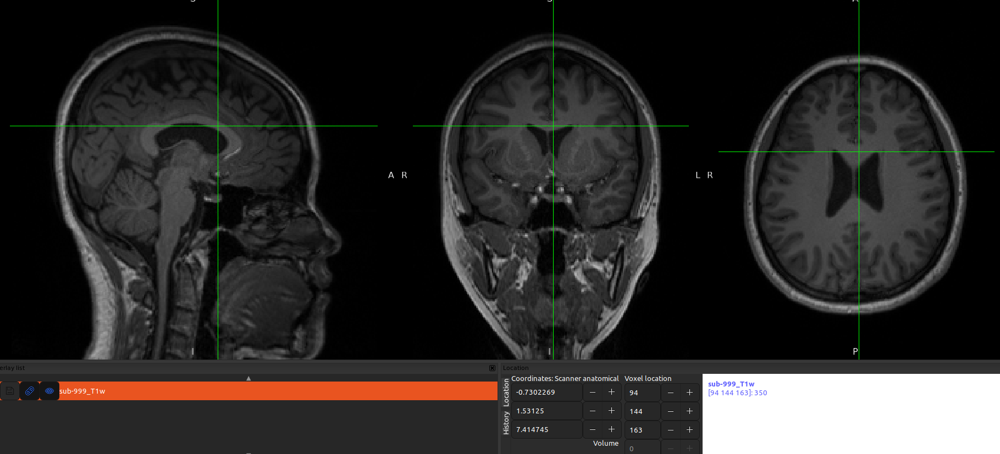 A
R
L
R
I
I
P
erlay list
sub-999_T1w
Location
Location
History
Coordinates: Scanner anatomical
Voxel location
-0.7302269
94
1.53125
144
7.414745
163
Volume
0
sub-999_T1w
[94 144 163]: 350